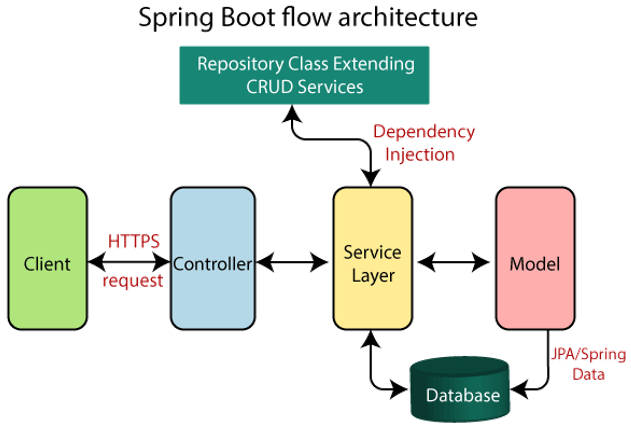 Spring Boot flow architecture
Repository Class Extending
CRUD Services
Dependency
Injection
Client
HTTPS
request
Controller
Service
Layer
Model
JPA/Spring
Data
Database